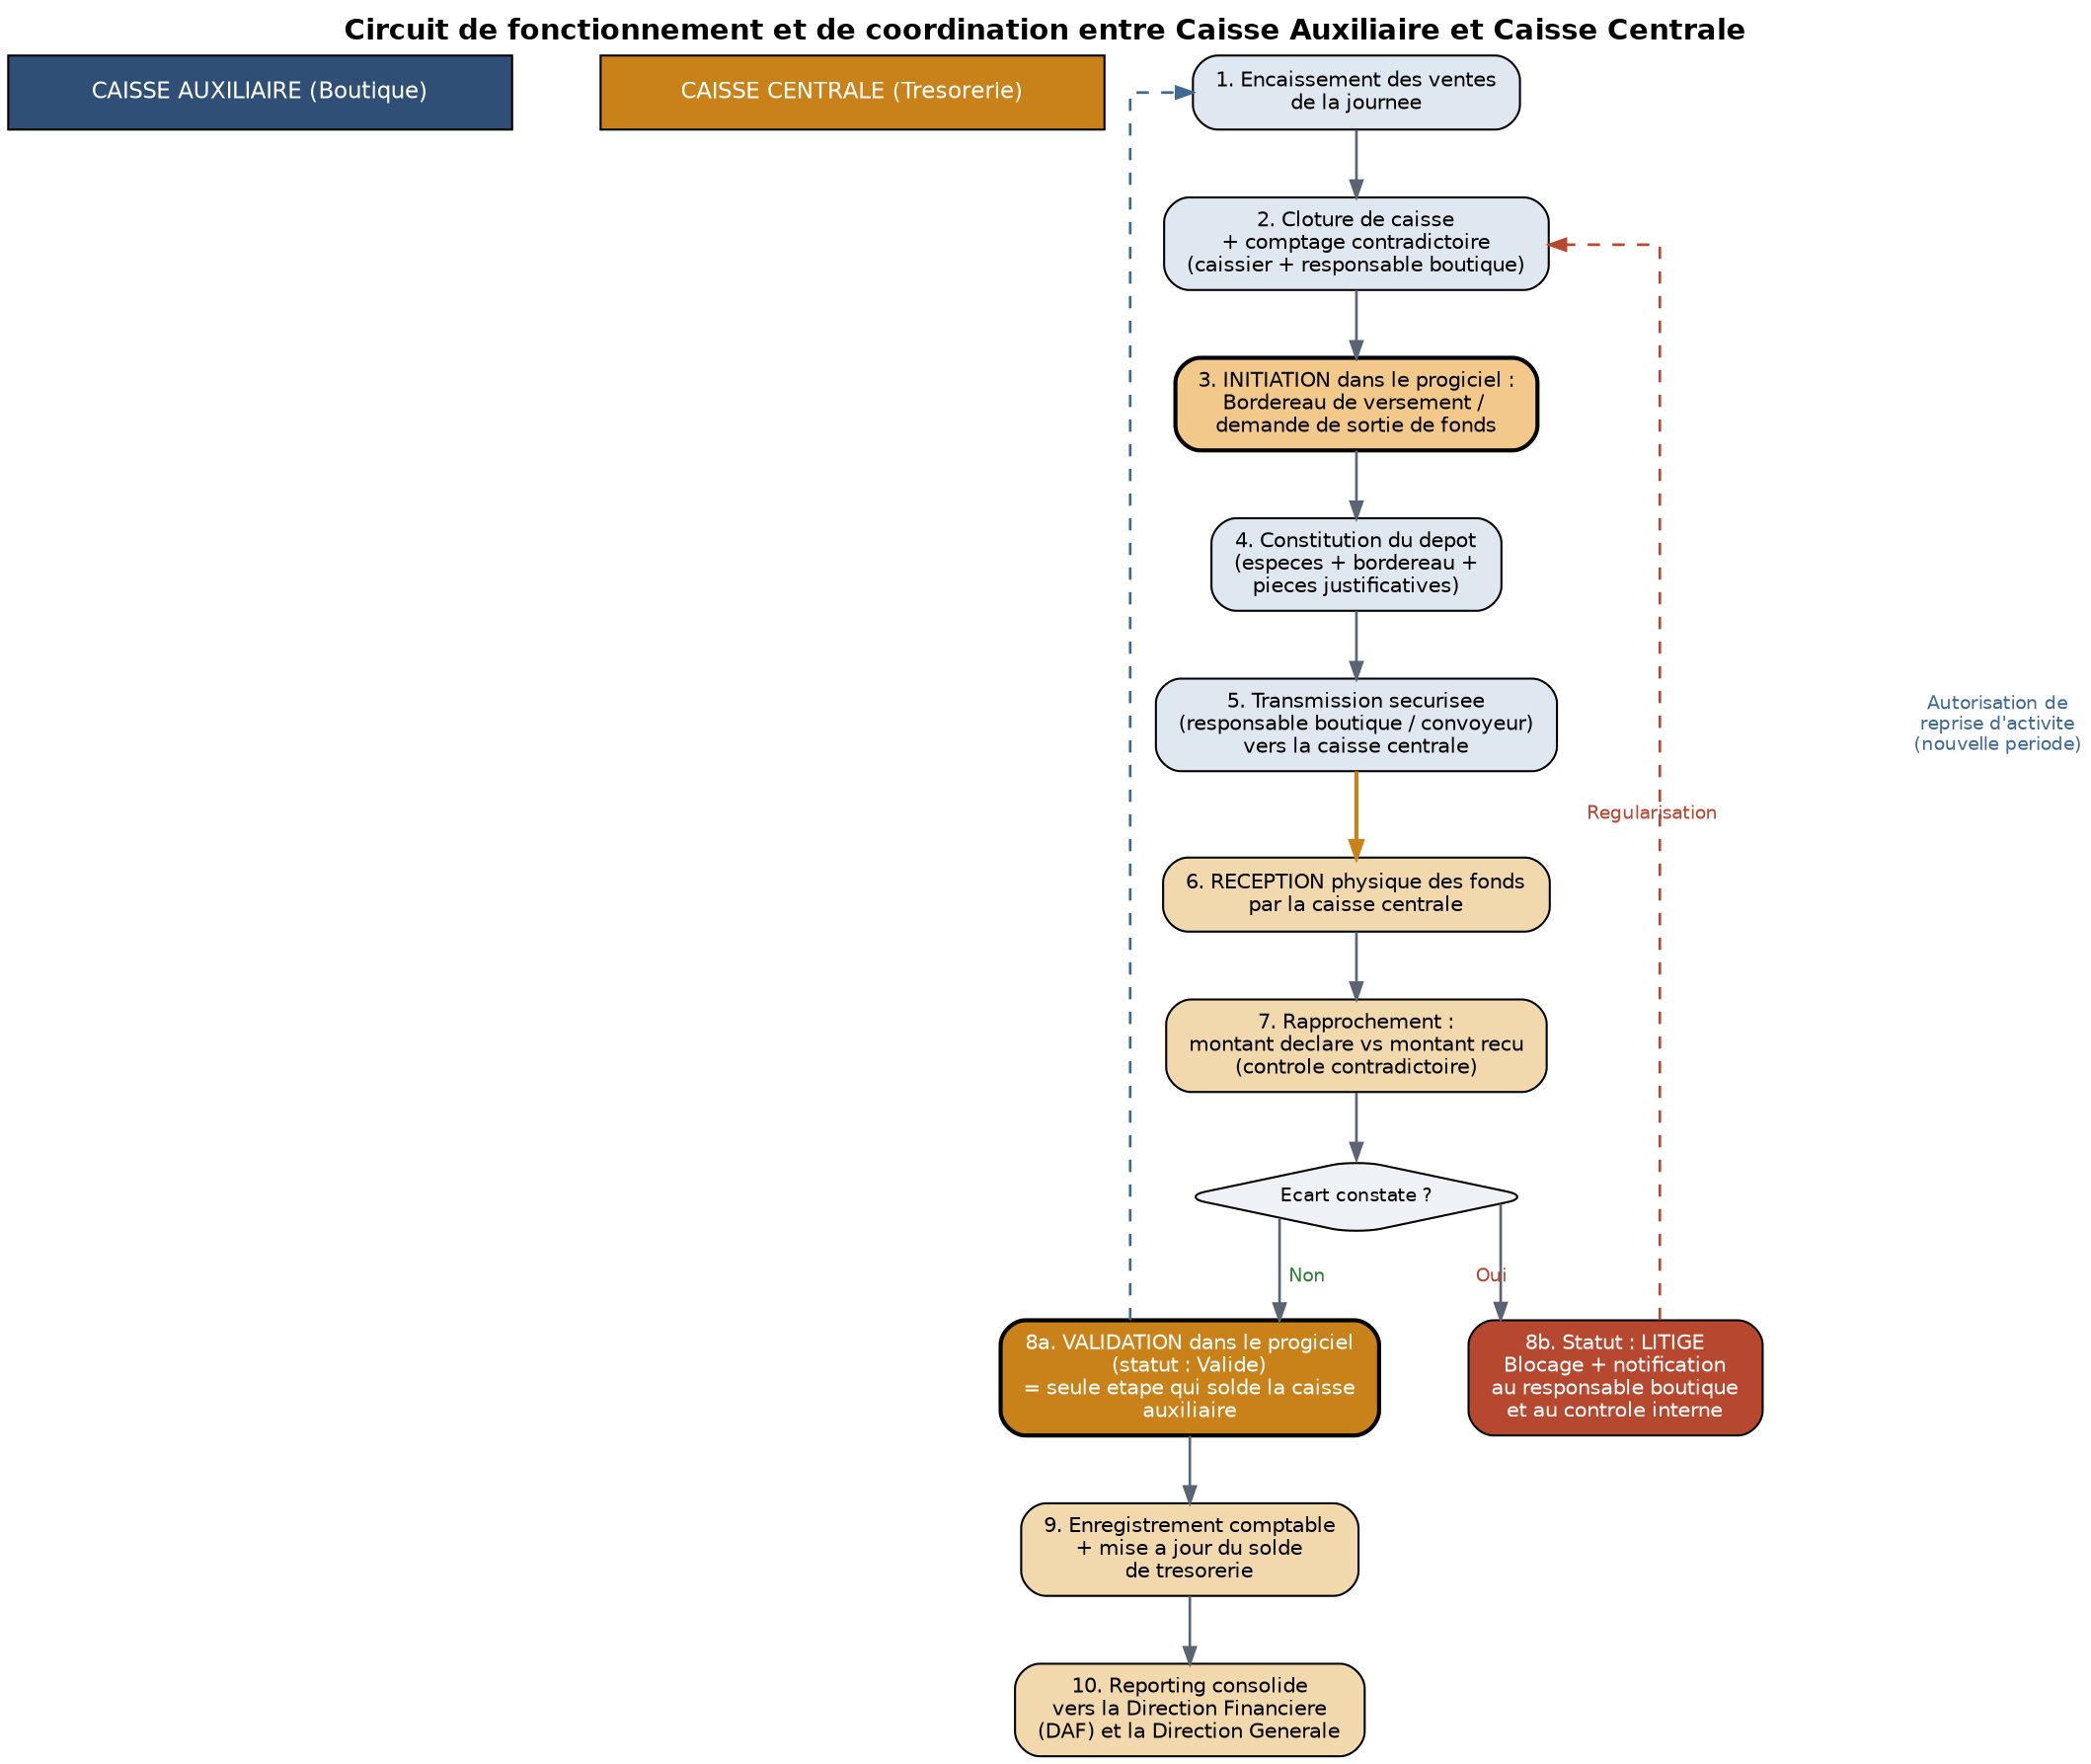 Circuit de fonctionnement et de coordination entre Caisse Auxiliaire et Caisse Centrale
CAISSE AUXILIAIRE (Boutique)
CAISSE CENTRALE (Tresorerie)
1. Encaissement des ventes
de la journee
2. Cloture de caisse
+ comptage contradictoire
(caissier + responsable boutique)
3. INITIATION dans le progiciel :
Bordereau de versement /
demande de sortie de fonds
4. Constitution du depot
(especes + bordereau +
pieces justificatives)
5. Transmission securisee
(responsable boutique / convoyeur)
vers la caisse centrale
Autorisation de
reprise d'activite
(nouvelle periode)
Regularisation
6. RECEPTION physique des fonds
par la caisse centrale
7. Rapprochement :
montant declare vs montant recu
(controle contradictoire)
Ecart constate ?
Non
Oui
8a. VALIDATION dans le progiciel
(statut : Valide)
= seule etape qui solde la caisse
auxiliaire
8b. Statut : LITIGE
Blocage + notification
au responsable boutique
et au controle interne
9. Enregistrement comptable
+ mise a jour du solde
de tresorerie
10. Reporting consolide
vers la Direction Financiere
(DAF) et la Direction Generale